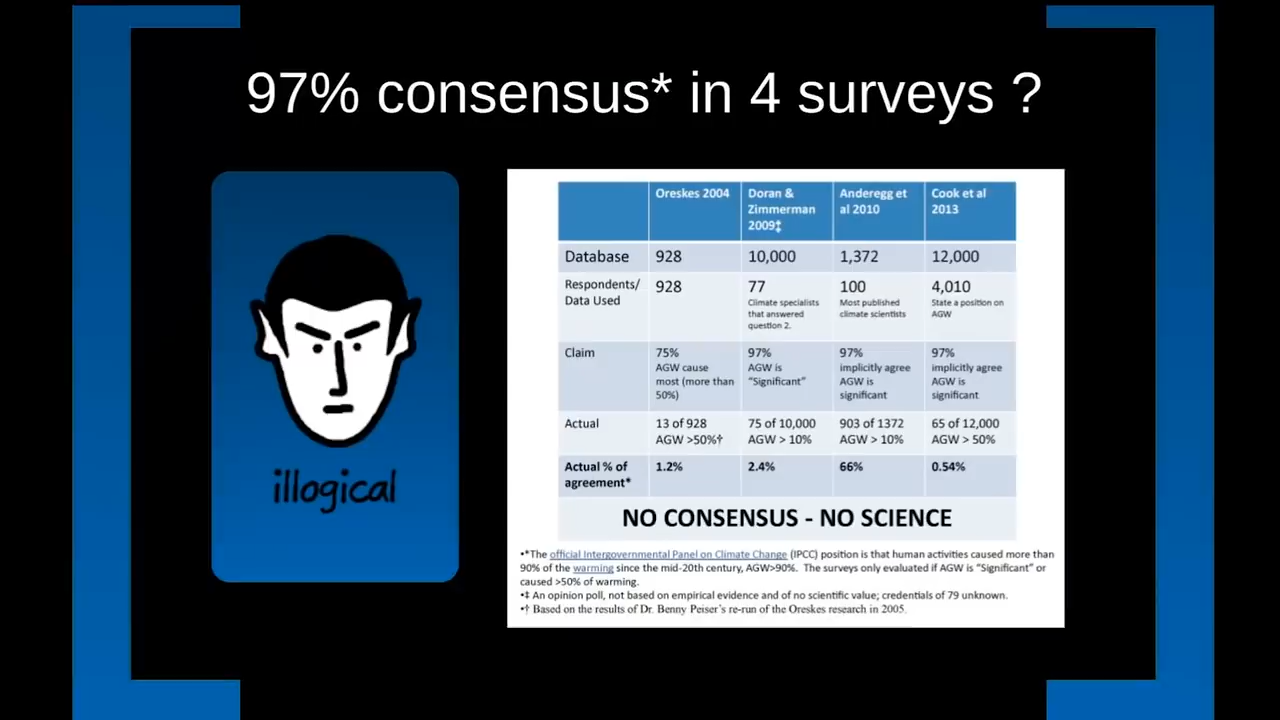 97% consensus* in 4 surveys ?
illogical
Oreskes 2004
Doran &
Zimmerman
2009‡
Anderegg et
al 2010
Cook et al
2013
Database
928
10,000
1,372
12,000
Respondents/
Data Used
928
77
Climate specialists
that answered
question 2.
100
Most published
climate scientists
4,010
State a position on
AGW
Claim
75%
AGW cause
most (more than
50%)
97%
AGW is
“Significant”
97%
implicitly agree
AGW is
significant
97%
implicitly agree
AGW is
significant
Actual
13 of 928
AGW >50%†
75 of 10,000
AGW > 10%
903 of 1372
AGW > 10%
65 of 12,000
AGW > 50%
Actual % of
agreement*
1.2%
2.4%
66%
0.54%
NO CONSENSUS - NO SCIENCE
•*The official Intergovernmental Panel on Climate Change (IPCC) position is that human activities caused more than
90% of the warming since the mid-20th century, AGW>90%. The surveys only evaluated if AGW is “Significant” or
caused >50% of warming.
•‡ An opinion poll, not based on empirical evidence and of no scientific value; credentials of 79 unknown.
•† Based on the results of Dr. Benny Peiser’s re-run of the Oreskes research in 2005.